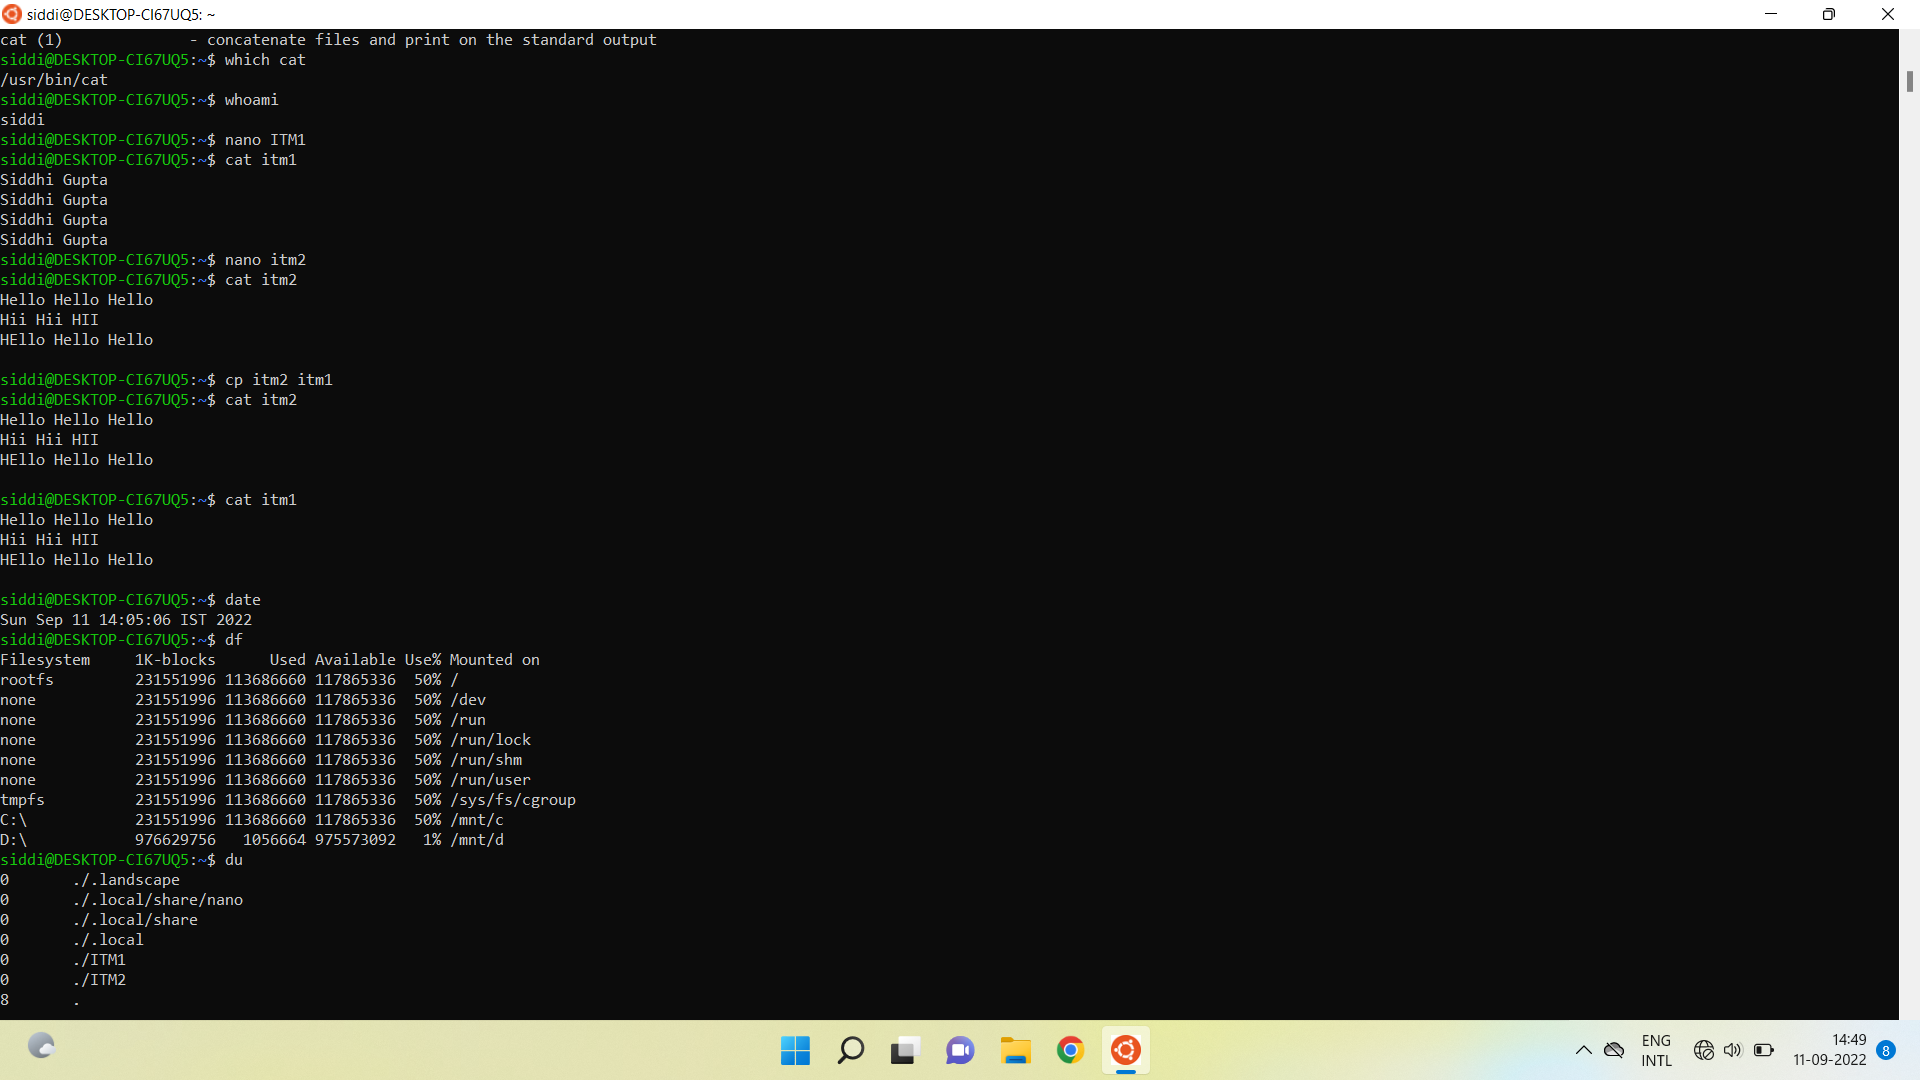 siddi@DESKTOP-CI67UQ5: ~
cat (1)              - concatenate files and print on the standard output
siddi@DESKTOP-CI67UQ5:~$ which cat
/usr/bin/cat
siddi@DESKTOP-CI67UQ5:~$ whoami
siddi
siddi@DESKTOP-CI67UQ5:~$ nano ITM1
siddi@DESKTOP-CI67UQ5:~$ cat itm1
Siddhi Gupta
Siddhi Gupta
Siddhi Gupta
Siddhi Gupta
siddi@DESKTOP-CI67UQ5:~$ nano itm2
siddi@DESKTOP-CI67UQ5:~$ cat itm2
Hello Hello Hello
Hii Hii HII
HEllo Hello Hello
siddi@DESKTOP-CI67UQ5:~$ cp itm2 itm1
siddi@DESKTOP-CI67UQ5:~$ cat itm2
Hello Hello Hello
Hii Hii HII
HEllo Hello Hello
siddi@DESKTOP-CI67UQ5:~$ cat itm1
Hello Hello Hello
Hii Hii HII
HEllo Hello Hello
siddi@DESKTOP-CI67UQ5:~$ date
Sun Sep 11 14:05:06 IST 2022
siddi@DESKTOP-CI67UQ5:~$ df
Filesystem     1K-blocks      Used Available Use% Mounted on
rootfs         231551996 113686660 117865336  50% /
none           231551996 113686660 117865336  50% /dev
none           231551996 113686660 117865336  50% /run
none           231551996 113686660 117865336  50% /run/lock
none           231551996 113686660 117865336  50% /run/shm
none           231551996 113686660 117865336  50% /run/user
tmpfs          231551996 113686660 117865336  50% /sys/fs/cgroup
C:\            231551996 113686660 117865336  50% /mnt/c
D:\            976629756   1056664 975573092   1% /mnt/d
siddi@DESKTOP-CI67UQ5:~$ du
0       ./.landscape
0       ./.local/share/nano
0       ./.local/share
0       ./.local
0       ./ITM1
0       ./ITM2
8       .
ENG
INTL
14:49
11-09-2022
8